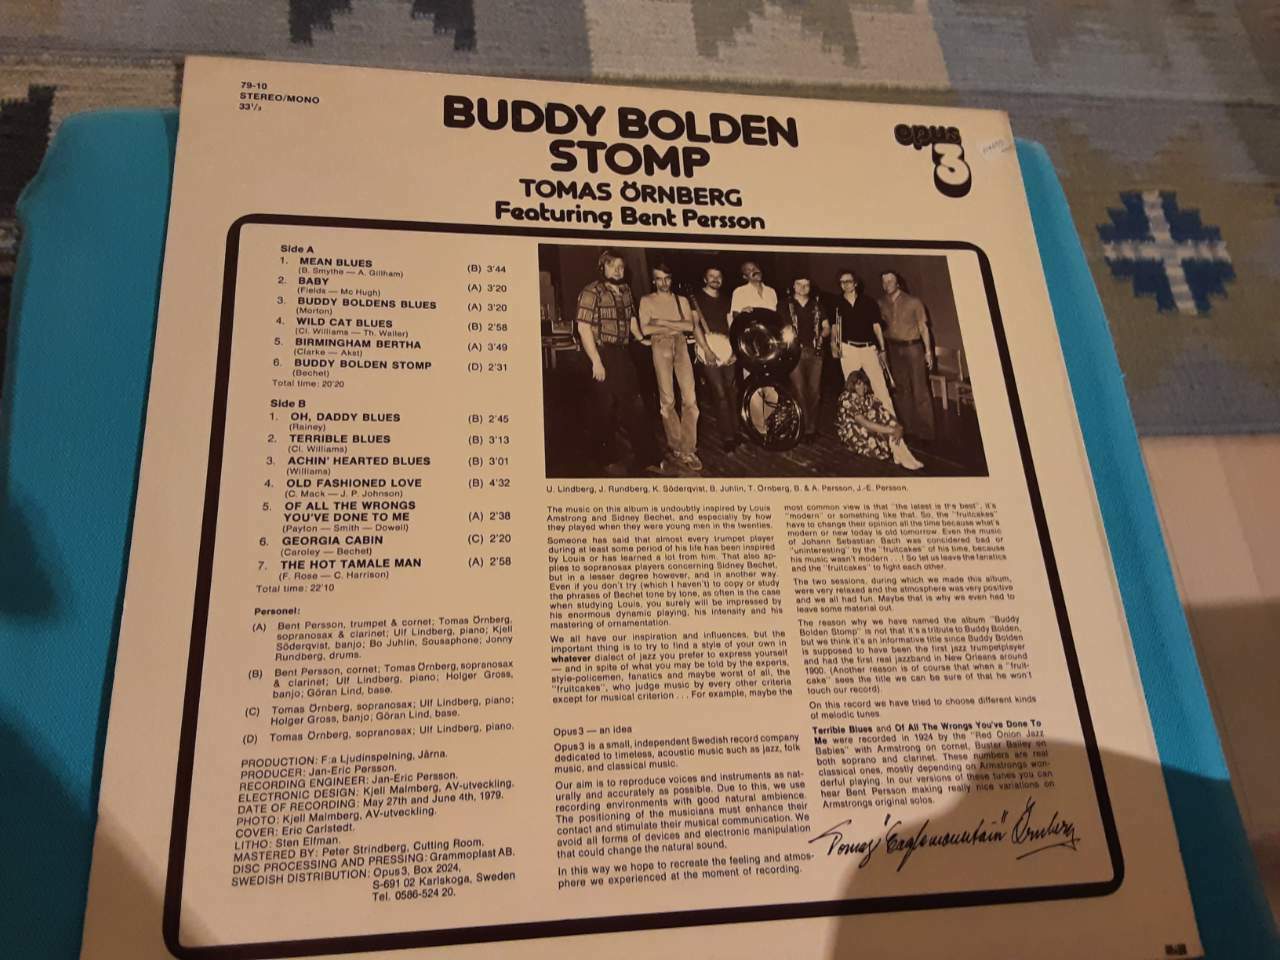 79-10
STEREO/MONO
33⅓
BUDDY BOLDEN
STOMP
TOMAS ÖRNBERG
Featuring Bent Persson
opus
3
Side A
1. MEAN BLUES (B) 3'44
(B. Smythe — A. Gillham)
2. BABY (A) 3'20
(Fields — Mc Hugh)
3. BUDDY BOLDENS BLUES (A) 3'20
(Morton)
4. WILD CAT BLUES (B) 2'58
(Cl. Williams — Th. Waller)
5. BIRMINGHAM BERTHA (A) 3'49
(Clarke — Akst)
6. BUDDY BOLDEN STOMP (D) 2'31
(Bechet)
Total time: 20'20
Side B
1. OH, DADDY BLUES (B) 2'45
(Rainey)
2. TERRIBLE BLUES (B) 3'13
(Cl. Williams)
3. ACHIN' HEARTED BLUES (B) 3'01
(Williams)
4. OLD FASHIONED LOVE (B) 4'32
(C. Mack — J. P. Johnson)
5. OF ALL THE WRONGS
YOU'VE DONE TO ME (A) 2'38
(Payton — Smith — Dowell)
6. GEORGIA CABIN (C) 2'20
(Caroley — Bechet)
7. THE HOT TAMALE MAN (A) 2'58
(F. Rose — C. Harrison)
Total time: 22'10
Personel:
(A) Bent Persson, trumpet & cornet; Tomas Örnberg,
sopranosax & clarinet; Ulf Lindberg, piano; Kjell
Söderqvist, banjo; Bo Juhlin, Sousaphone; Jonny
Rundberg, drums.
(B) Bent Persson, cornet; Tomas Örnberg, sopranosax
& clarinet; Ulf Lindberg, piano; Holger Gross,
banjo; Göran Lind, base.
(C) Tomas Örnberg, sopranosax; Ulf Lindberg, piano;
Holger Gross, banjo; Göran Lind, base.
(D) Tomas Örnberg, sopranosax; Ulf Lindberg, piano.
PRODUCTION: F:a Ljudinspelning, Järna.
PRODUCER: Jan-Eric Persson.
RECORDING ENGINEER: Jan-Eric Persson.
ELECTRONIC DESIGN: Kjell Malmberg, AV-utveckling.
DATE OF RECORDING: May 27th and June 4th, 1979.
PHOTO: Kjell Malmberg, AV-utveckling.
COVER: Eric Carlstedt.
LITHO: Sten Elfman.
MASTERED BY: Peter Strindberg, Cutting Room.
DISC PROCESSING AND PRESSING: Grammoplast AB.
SWEDISH DISTRIBUTION: Opus3, Box 2024,
S-691 02 Karlskoga, Sweden
Tel. 0586-524 20.
U. Lindberg, J. Rundberg, K. Söderqvist, B. Juhlin, T. Ornberg, B. & A. Persson, J.-E. Persson.
The music on this album is undoubtly inspired by Louis
Amstrong and Sidney Bechet, and especially by how
they played when they were young men in the twenties.
Someone has said that almost every trumpet player
during at least some period of his life has been inspired
by Louis or has learned a lot from him. That also ap-
plies to sopranosax players concerning Sidney Bechet,
but in a lesser degree however, and in another way.
Even if you don't try (which I haven't) to copy or study
the phrases of Bechet tone by tone, as often is the case
when studying Louis, you surely will be impressed by
his enormous dynamic playing, his intensity and his
mastering of ornamentation.
We all have our inspiration and influences, but the
important thing is to try to find a style of your own in
whatever dialect of jazz you prefer to express yourself
— and in spite of what you may be told by the experts,
style-policemen, fanatics and maybe worst of all, the
"fruitcakes", who judge music by every other criteria
except for musical criterion . . . For example, maybe the
Opus3 — an idea
Opus3 is a small, independent Swedish record company
dedicated to timeless, acoustic music such as jazz, folk
music, and classical music.
Our aim is to reproduce voices and instruments as nat-
urally and accurately as possible. Due to this, we use
recording environments with good natural ambience.
The positioning of the musicians must enhance their
contact and stimulate their musical communication. We
avoid all forms of devices and electronic manipulation
that could change the natural sound.
In this way we hope to recreate the feeling and atmos-
phere we experienced at the moment of recording.
most common view is that "the latest is the best", it's
"modern" or something like that. So, the "fruitcakes"
have to change their opinion all the time because what's
modern or new today is old tomorrow. Even the music
of Johann Sebastian Bach was considered bad or
"uninteresting" by the "fruitcakes" of his time, because
his music wasn't modern . . .! So let us leave the fanatics
and the "fruitcakes" to fight each other.
The two sessions, during which we made this album,
were very relaxed and the atmosphere was very positive
and we all had fun. Maybe that is why we even had to
leave some material out.
The reason why we have named the album "Buddy
Bolden Stomp" is not that it's a tribute to Buddy Bolden,
but we think it's an informative title since Buddy Bolden
is supposed to have been the first jazz trumpetplayer
and had the first real jazzband in New Orleans around
1900. (Another reason is of course that when a "fruit-
cake" sees the title we can be sure of that he won't
touch our record).
On this record we have tried to choose different kinds
of melodic tunes.
Terrible Blues and Of All The Wrongs You've Done To
Me were recorded in 1924 by the "Red Onion Jazz
Babies" with Armstrong on cornet, Buster Bailey on
both soprano and clarinet. These numbers are real
classical ones, mostly depending on Armstrongs won-
derful playing. In our versions of these tunes you can
hear Bent Persson making really nice variations on
Armstrongs original solos.
Tomas "Eaglemountain" Örnberg